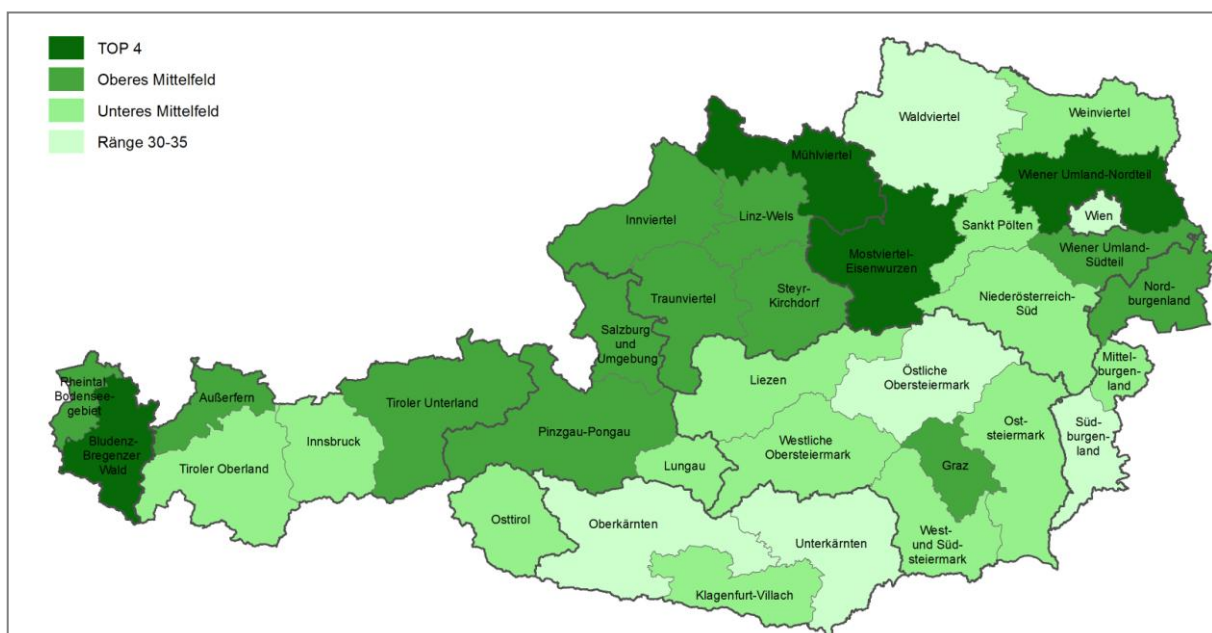 TOP 4
Oberes Mittelfeld
Unteres Mittelfeld
Ränge 30-35
Waldviertel
Weinviertel
Mühlviertel
Wiener Umland-Nordteil
Innviertel
Linz-Wels
Wien
Sankt Pölten
Mostviertel-
Eisenwurzen
Wiener Umland-
Südteil
Traunviertel
Steyr-
Kirchdorf
Niederösterreich-
Süd
Nord-
burgenland
Salzburg
und
Umgebung
Mittel-
burgen-
land
Liezen
Östliche
Obersteiermark
Rheintal
Bodensee-
gebiet
Außerfern
Tiroler Unterland
Bludenz-
Bregenzer
Wald
Innsbruck
Pinzgau-Pongau
Tiroler Oberland
Lungau
Westliche
Obersteiermark
Ost-
steiermark
Süd-
burgen-
land
Graz
Osttirol
Oberkärnten
Unterkärnten
West-
und Süd-
steiermark
Klagenfurt-Villach